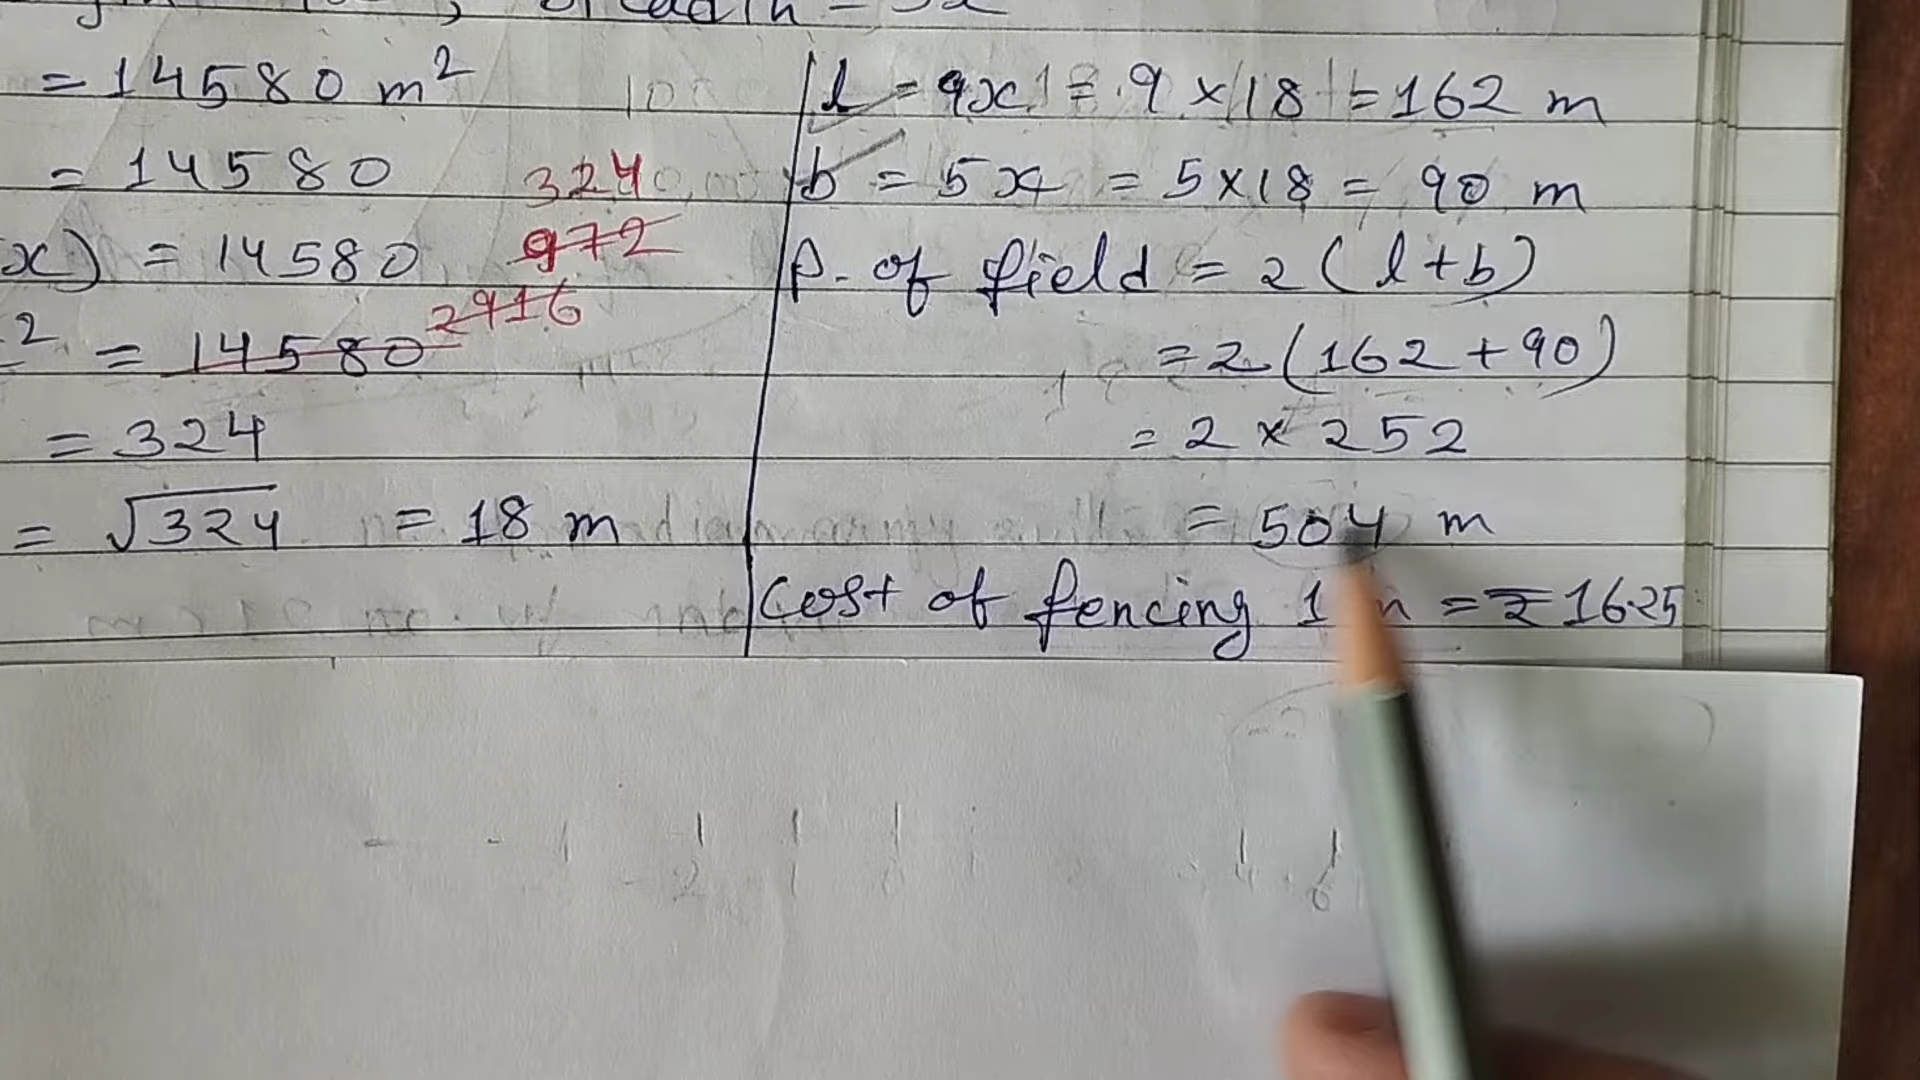 = 14580 m²
= 14580
324
972
x) = 14580
2916
² = 14580
= 324
= √324 = 18 m
l = 9x = 9 × 18 = 162 m
b = 5x = 5×18 = 90 m
P. of field = 2(l+b)
= 2(162+90)
= 2 × 252
= 504 m
Cost of fencing 1 m = ₹ 16.25